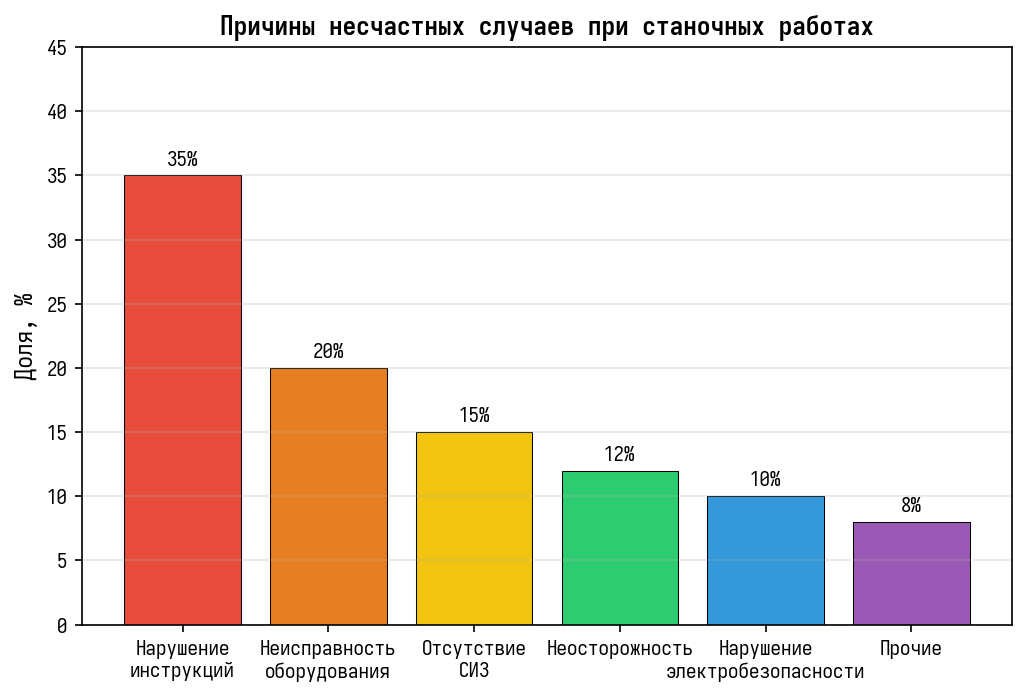 Причины несчастных случаев при станочных работах
Доля, %
45
40
35
30
25
20
15
10
5
0
35%
20%
15%
12%
10%
8%
Нарушение
инструкций
Неисправность
оборудования
Отсутствие
СИЗ
Неосторожность
Нарушение
электробезопасности
Прочие